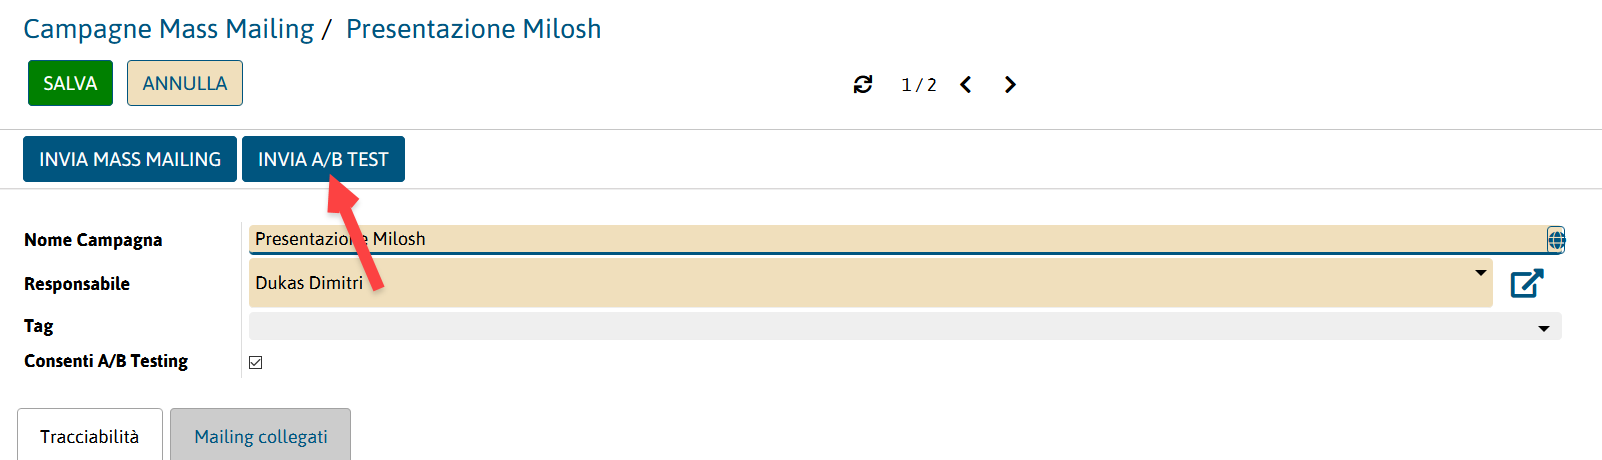 Campagne Mass Mailing / Presentazione Milosh
SALVA ANNULLA 1 / 2
INVIA MASS MAILING INVIA A/B TEST
Nome Campagna Presentazione Milosh
Responsabile Dukas Dimitri
Tag
Consenti A/B Testing
Tracciabilità Mailing collegati